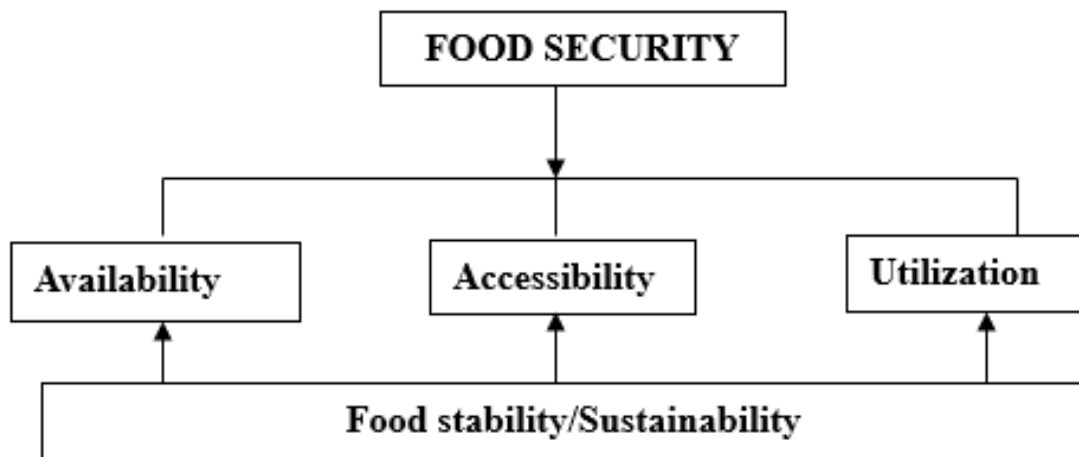 FOOD SECURITY
Availability
Accessibility
Utilization
Food stability/Sustainability